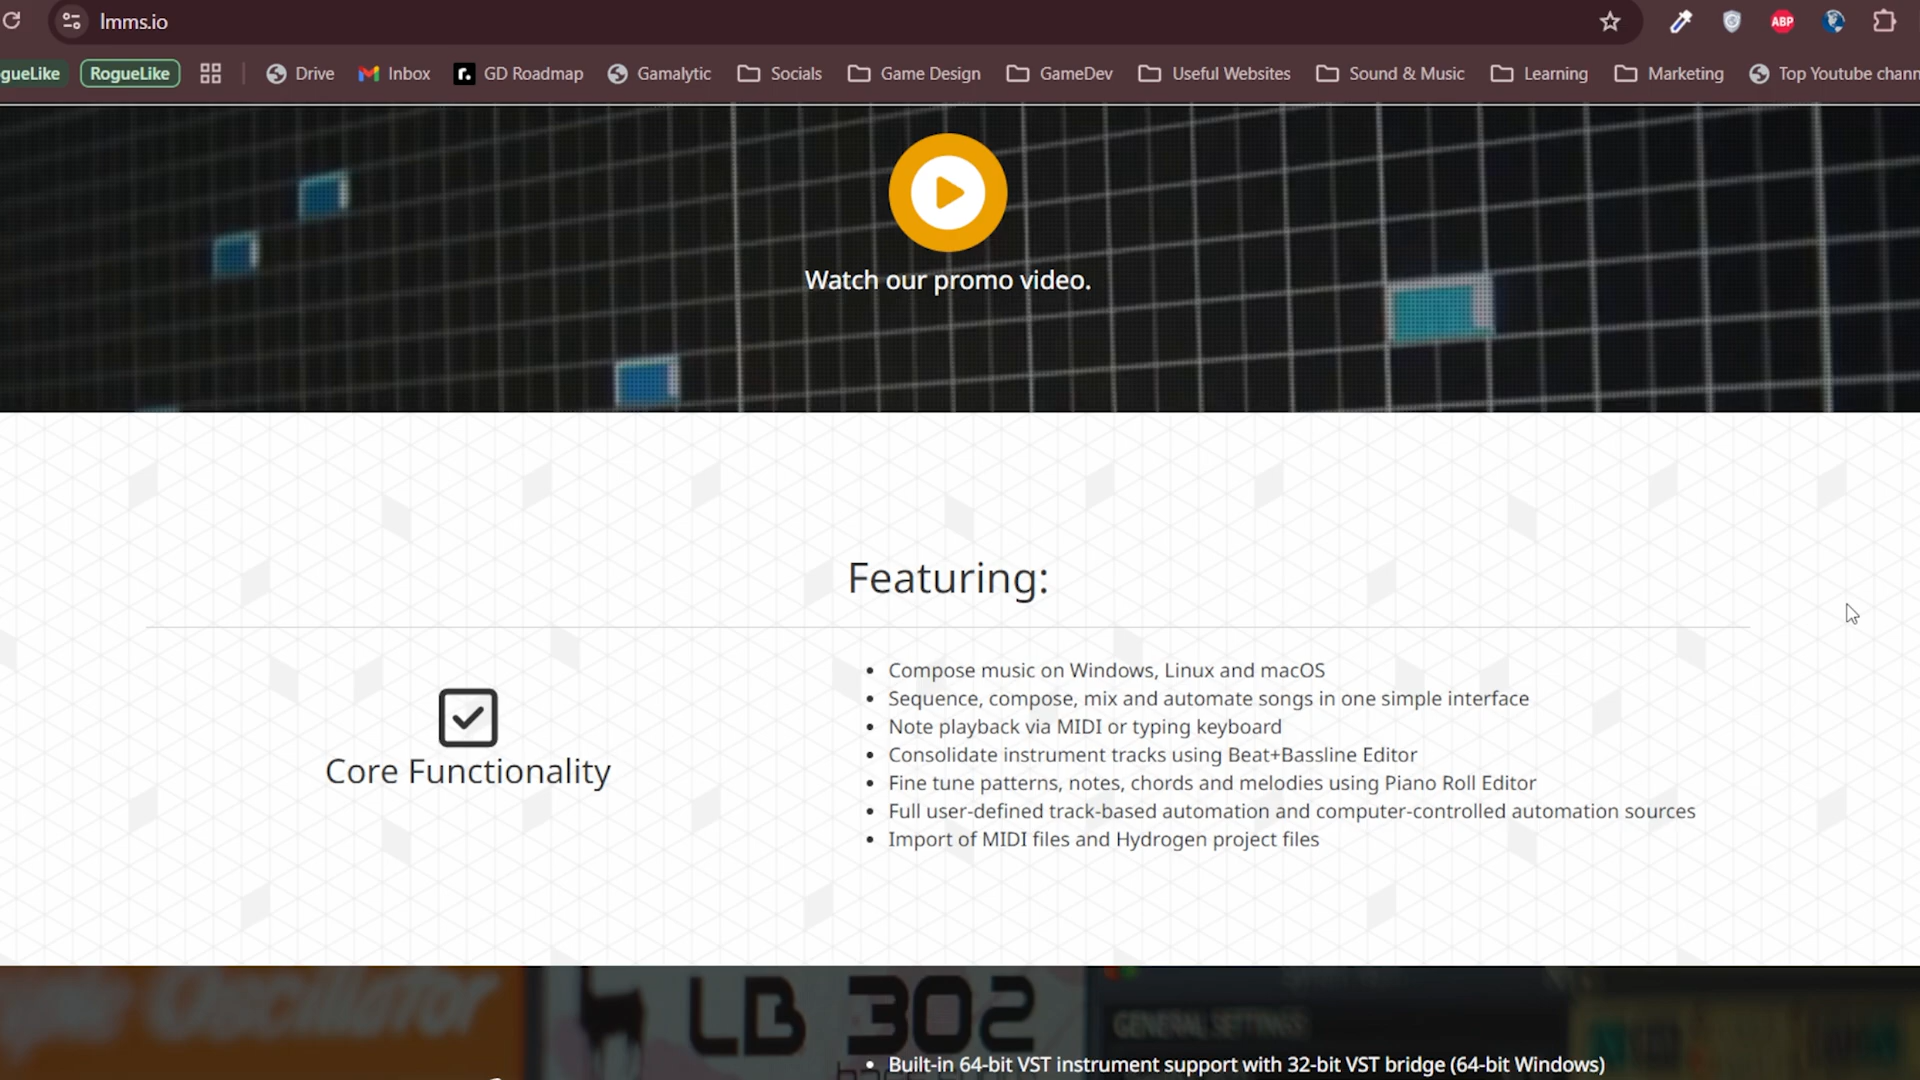 lmms.io
ABP
gueLike RogueLike Drive Inbox GD Roadmap Gamalytic Socials Game Design GameDev Useful Websites Sound & Music Learning Marketing Top Youtube chann
Watch our promo video.
Featuring:
Core Functionality
• Compose music on Windows, Linux and macOS
• Sequence, compose, mix and automate songs in one simple interface
• Note playback via MIDI or typing keyboard
• Consolidate instrument tracks using Beat+Bassline Editor
• Fine tune patterns, notes, chords and melodies using Piano Roll Editor
• Full user-defined track-based automation and computer-controlled automation sources
• Import of MIDI files and Hydrogen project files
Oscillator
LB 302
GENERAL SETTINGS
• Built-in 64-bit VST instrument support with 32-bit VST bridge (64-bit Windows)